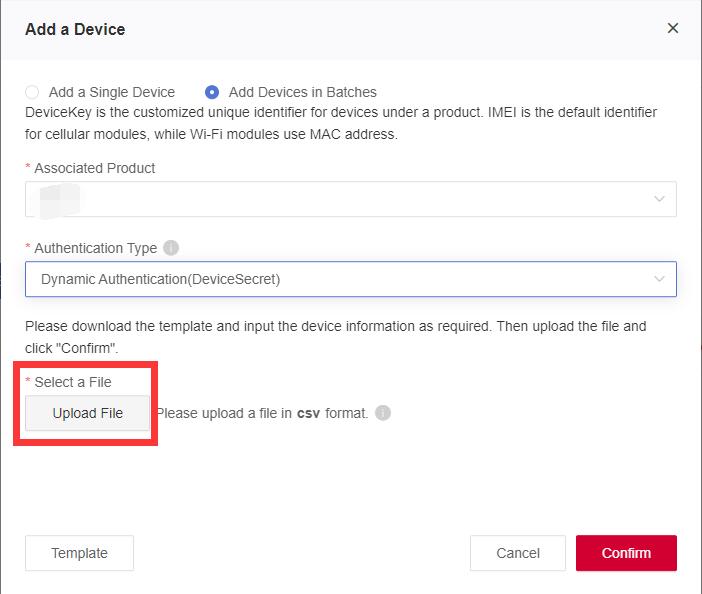 Add a Device
Add a Single Device Add Devices in Batches
DeviceKey is the customized unique identifier for devices under a product. IMEI is the default identifier
for cellular modules, while Wi-Fi modules use MAC address.
* Associated Product
* Authentication Type
Dynamic Authentication(DeviceSecret)
Please download the template and input the device information as required. Then upload the file and
click "Confirm".
* Select a File
Upload File Please upload a file in csv format.
Template Cancel Confirm